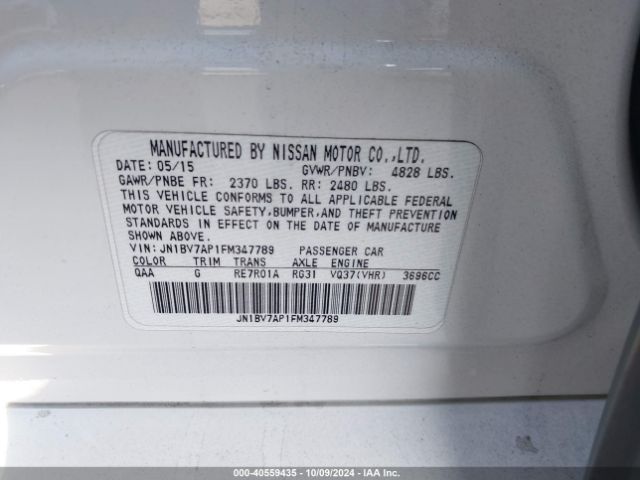 MANUFACTURED BY NISSAN MOTOR CO.,LTD.
DATE: 05/15 GVWR/PNBV: 4828 LBS.
GAWR/PNBE FR: 2370 LBS. RR: 2480 LBS.
THIS VEHICLE CONFORMS TO ALL APPLICABLE FEDERAL
MOTOR VEHICLE SAFETY,BUMPER,AND THEFT PREVENTION
STANDARDS IN EFFECT ON THE DATE OF MANUFACTURE
SHOWN ABOVE.
VIN: JN1BV7AP1FM347789 PASSENGER CAR
COLOR TRIM TRANS AXLE ENGINE
QAA G RE7R01A RG31 VQ37(VHR) 3696CC
JN1BV7AP1FM347789
000-40559435 - 10/09/2024 - IAA Inc.